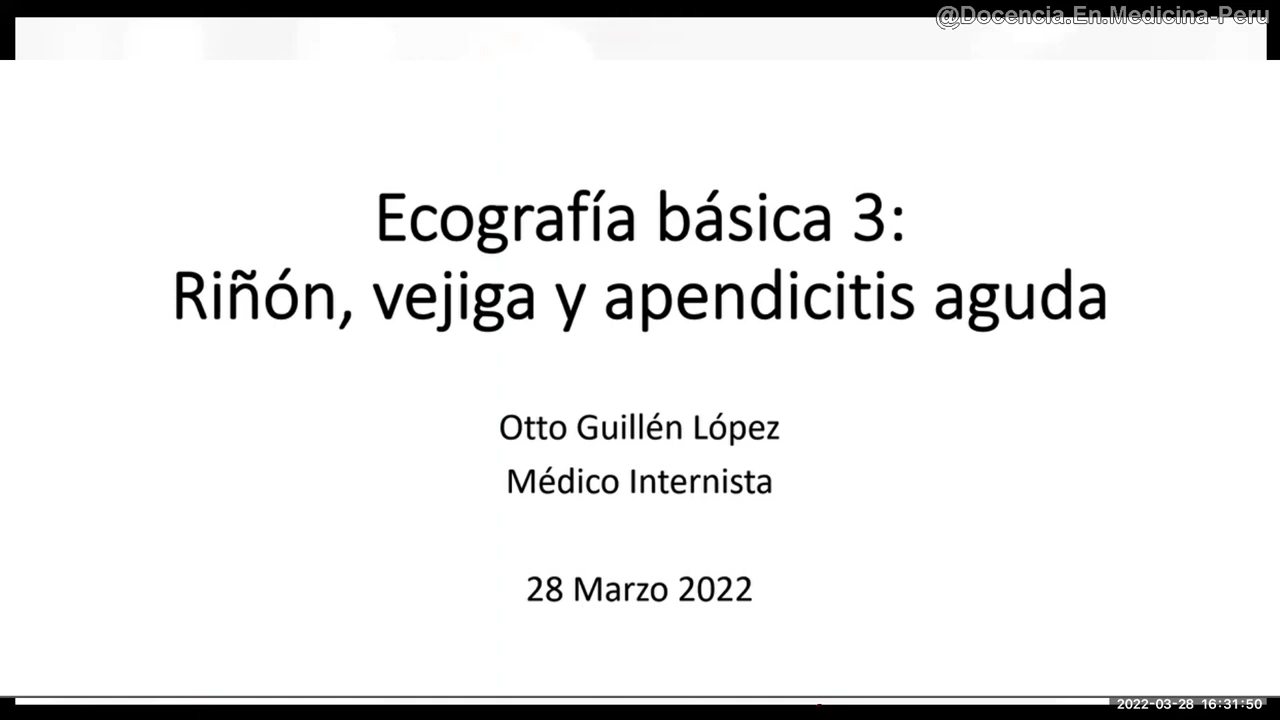 @Docencia.En.Medicina-Peru
Ecografía básica 3:
Riñón, vejiga y apendicitis aguda
Otto Guillén López
Médico Internista
28 Marzo 2022
2022-03-28 16:31:50